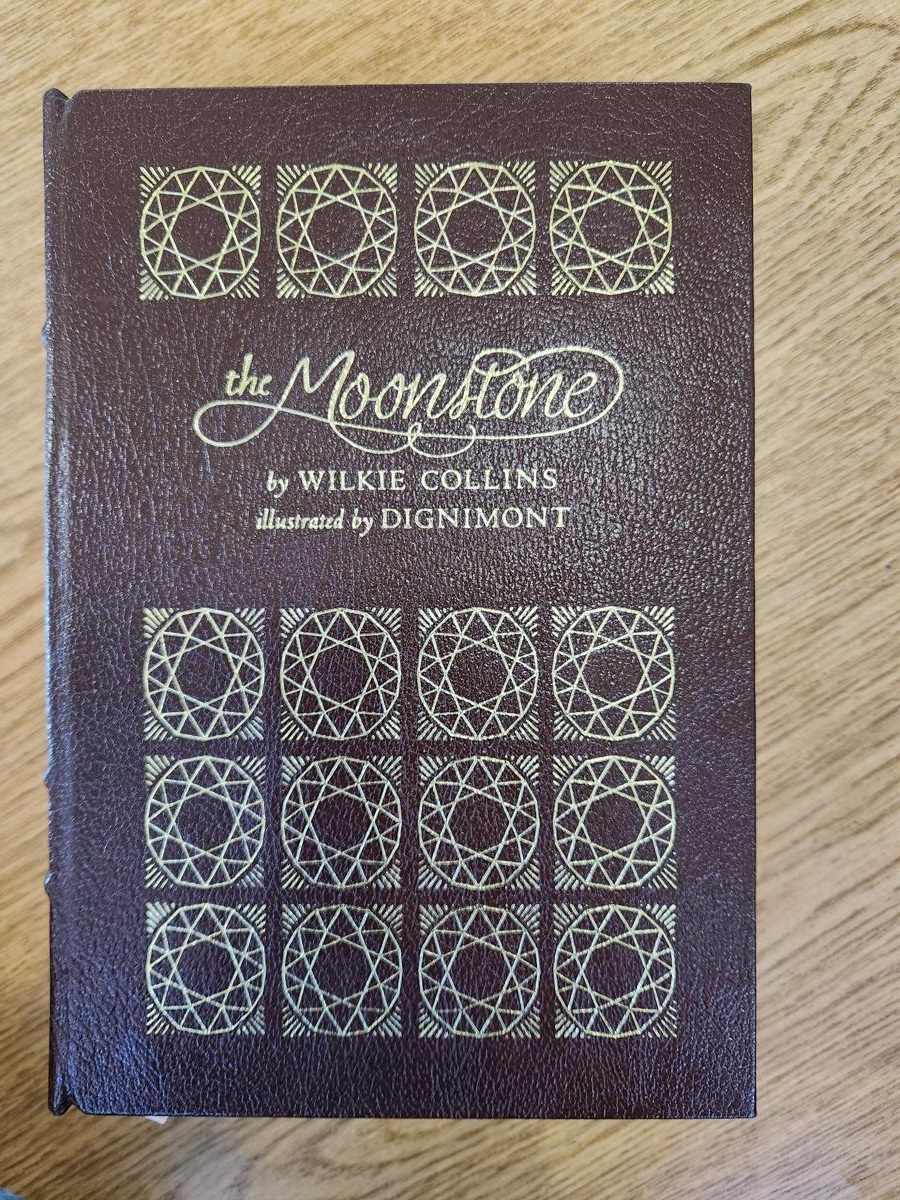 the Moonstone
by WILKIE COLLINS
illustrated by DIGNIMONT